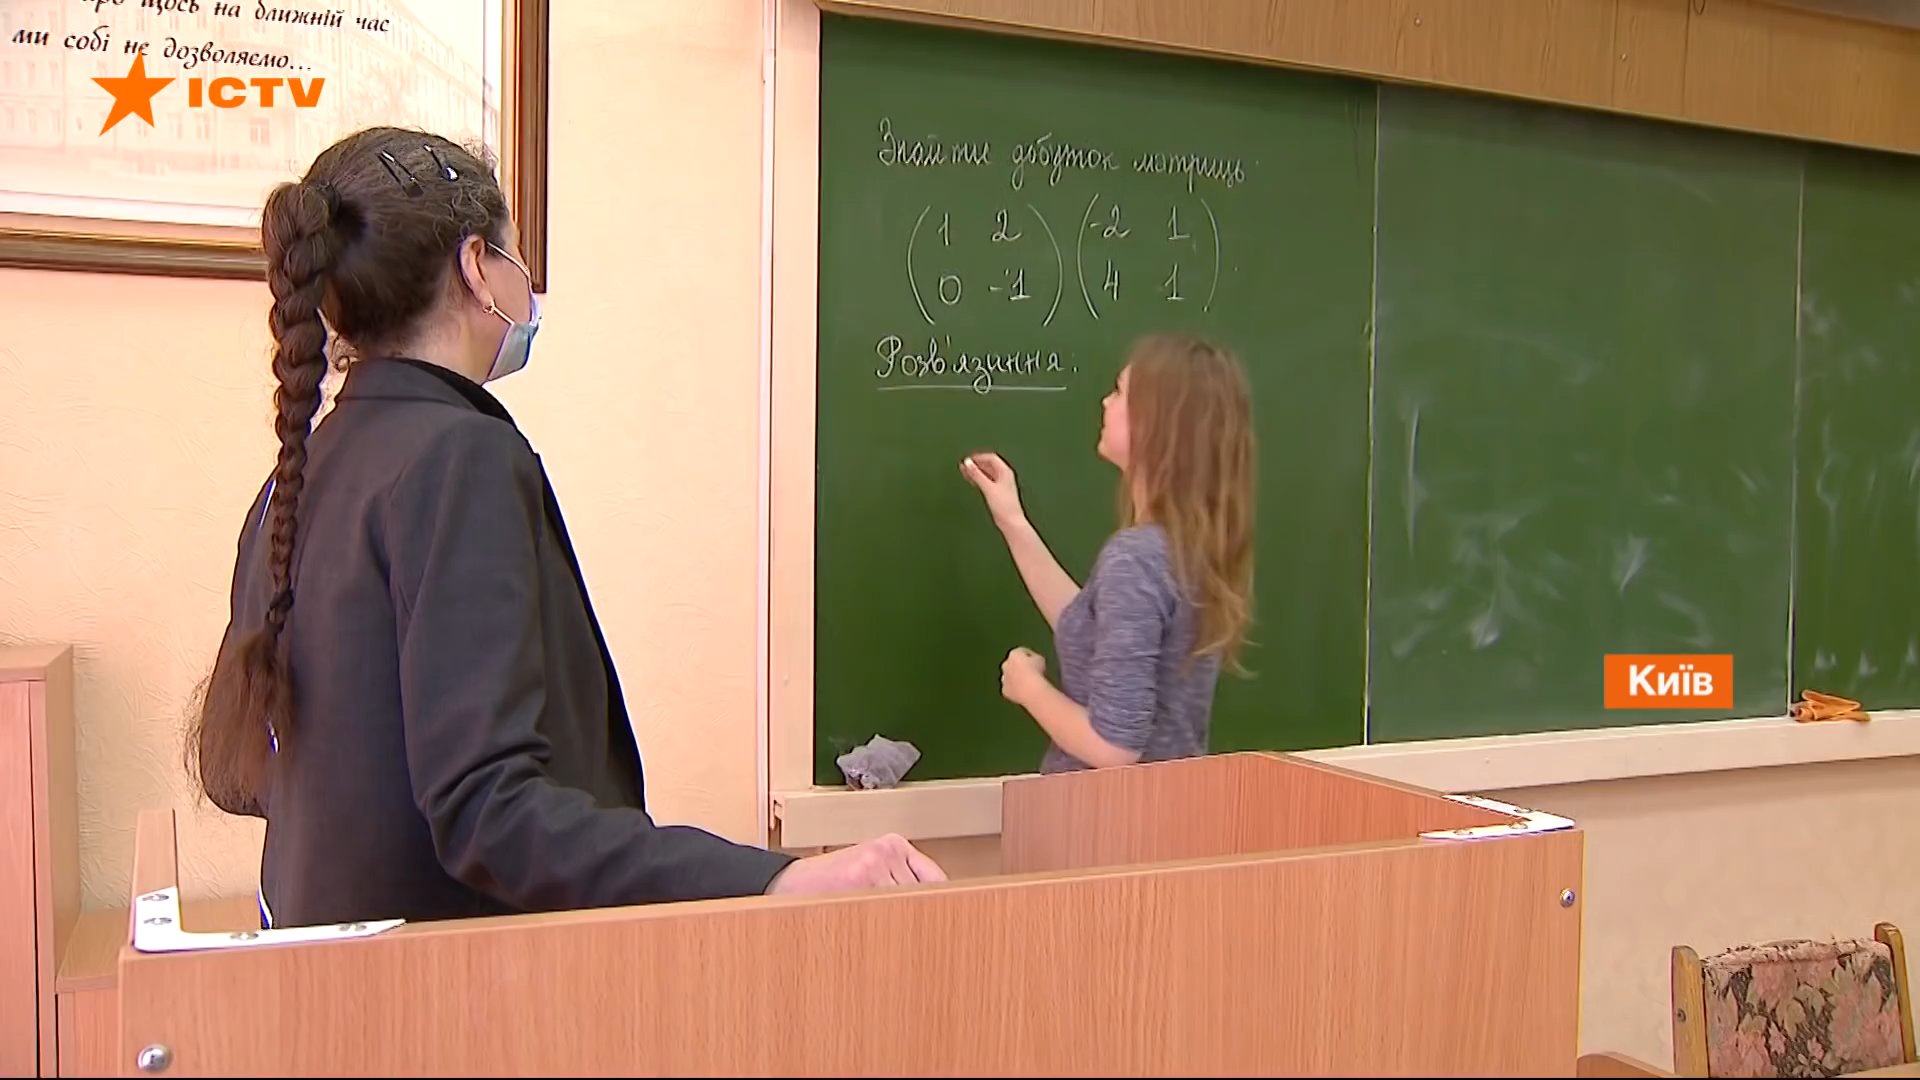 щось на ближній час
ми собі не дозволяємо...
ICTV
Знайти добуток матриць
( 1 2 ) ( -2 1 )
( 0 -1 ) ( 4 1 )
Розв'язання:
Київ